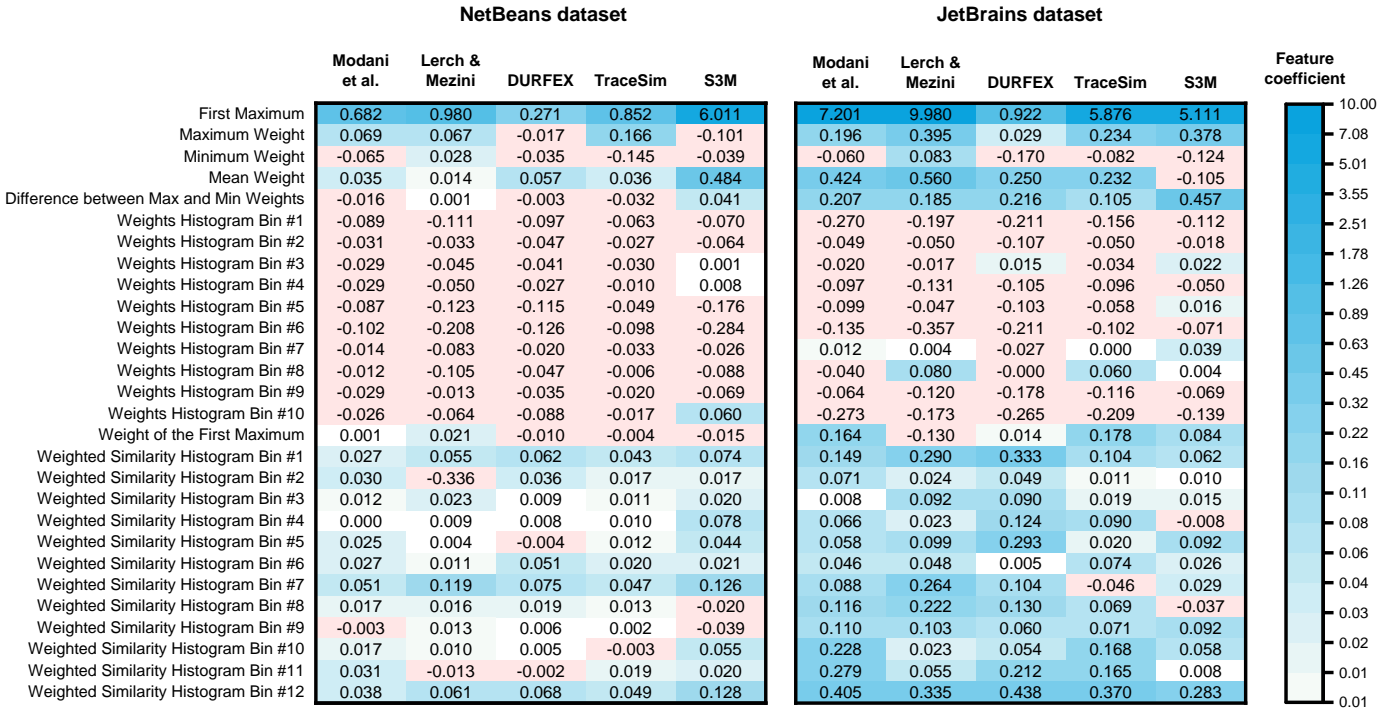 NetBeans dataset JetBrains dataset
Modani et al. Lerch & Mezini DURFEX TraceSim S3M Modani et al. Lerch & Mezini DURFEX TraceSim S3M Feature coefficient
First Maximum 0.682 0.980 0.271 0.852 6.011 7.201 9.980 0.922 5.876 5.111
Maximum Weight 0.069 0.067 -0.017 0.166 -0.101 0.196 0.395 0.029 0.234 0.378
Minimum Weight -0.065 0.028 -0.035 -0.145 -0.039 -0.060 0.083 -0.170 -0.082 -0.124
Mean Weight 0.035 0.014 0.057 0.036 0.484 0.424 0.560 0.250 0.232 -0.105
Difference between Max and Min Weights -0.016 0.001 -0.003 -0.032 0.041 0.207 0.185 0.216 0.105 0.457
Weights Histogram Bin #1 -0.089 -0.111 -0.097 -0.063 -0.070 -0.270 -0.197 -0.211 -0.156 -0.112
Weights Histogram Bin #2 -0.031 -0.033 -0.047 -0.027 -0.064 -0.049 -0.050 -0.107 -0.050 -0.018
Weights Histogram Bin #3 -0.029 -0.045 -0.041 -0.030 0.001 -0.020 -0.017 0.015 -0.034 0.022
Weights Histogram Bin #4 -0.029 -0.050 -0.027 -0.010 0.008 -0.097 -0.131 -0.105 -0.096 -0.050
Weights Histogram Bin #5 -0.087 -0.123 -0.115 -0.049 -0.176 -0.099 -0.047 -0.103 -0.058 0.016
Weights Histogram Bin #6 -0.102 -0.208 -0.126 -0.098 -0.284 -0.135 -0.357 -0.211 -0.102 -0.071
Weights Histogram Bin #7 -0.014 -0.083 -0.020 -0.033 -0.026 0.012 0.004 -0.027 0.000 0.039
Weights Histogram Bin #8 -0.012 -0.105 -0.047 -0.006 -0.088 -0.040 0.080 -0.000 0.060 0.004
Weights Histogram Bin #9 -0.029 -0.013 -0.035 -0.020 -0.069 -0.064 -0.120 -0.178 -0.116 -0.069
Weights Histogram Bin #10 -0.026 -0.064 -0.088 -0.017 0.060 -0.273 -0.173 -0.265 -0.209 -0.139
Weight of the First Maximum 0.001 0.021 -0.010 -0.004 -0.015 0.164 -0.130 0.014 0.178 0.084
Weighted Similarity Histogram Bin #1 0.027 0.055 0.062 0.043 0.074 0.149 0.290 0.333 0.104 0.062
Weighted Similarity Histogram Bin #2 0.030 -0.336 0.036 0.017 0.017 0.071 0.024 0.049 0.011 0.010
Weighted Similarity Histogram Bin #3 0.012 0.023 0.009 0.011 0.020 0.008 0.092 0.090 0.019 0.015
Weighted Similarity Histogram Bin #4 0.000 0.009 0.008 0.010 0.078 0.066 0.023 0.124 0.090 -0.008
Weighted Similarity Histogram Bin #5 0.025 0.004 -0.004 0.012 0.044 0.058 0.099 0.293 0.020 0.092
Weighted Similarity Histogram Bin #6 0.027 0.011 0.051 0.020 0.021 0.046 0.048 0.005 0.074 0.026
Weighted Similarity Histogram Bin #7 0.051 0.119 0.075 0.047 0.126 0.088 0.264 0.104 -0.046 0.029
Weighted Similarity Histogram Bin #8 0.017 0.016 0.019 0.013 -0.020 0.116 0.222 0.130 0.069 -0.037
Weighted Similarity Histogram Bin #9 -0.003 0.013 0.006 0.002 -0.039 0.110 0.103 0.060 0.071 0.092
Weighted Similarity Histogram Bin #10 0.017 0.010 0.005 -0.003 0.055 0.228 0.023 0.054 0.168 0.058
Weighted Similarity Histogram Bin #11 0.031 -0.013 -0.002 0.019 0.020 0.279 0.055 0.212 0.165 0.008
Weighted Similarity Histogram Bin #12 0.038 0.061 0.068 0.049 0.128 0.405 0.335 0.438 0.370 0.283
10.00
7.08
5.01
3.55
2.51
1.78
1.26
0.89
0.63
0.45
0.32
0.22
0.16
0.11
0.08
0.06
0.04
0.03
0.02
0.01
0.01